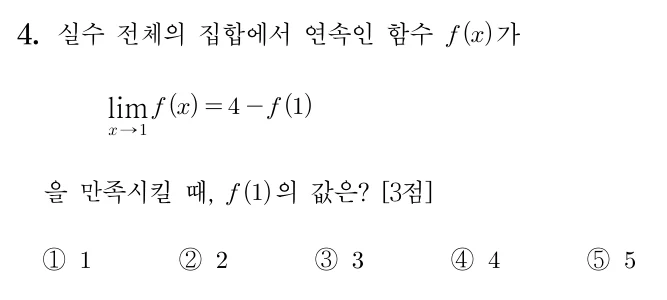 4. 실수 전체의 집합에서 연속인 함수 f(x)가
lim f(x) = 4 − f(1)
x→1
을 만족시킬 때, f(1)의 값은? [3점]
① 1 ② 2 ③ 3 ④ 4 ⑤ 5